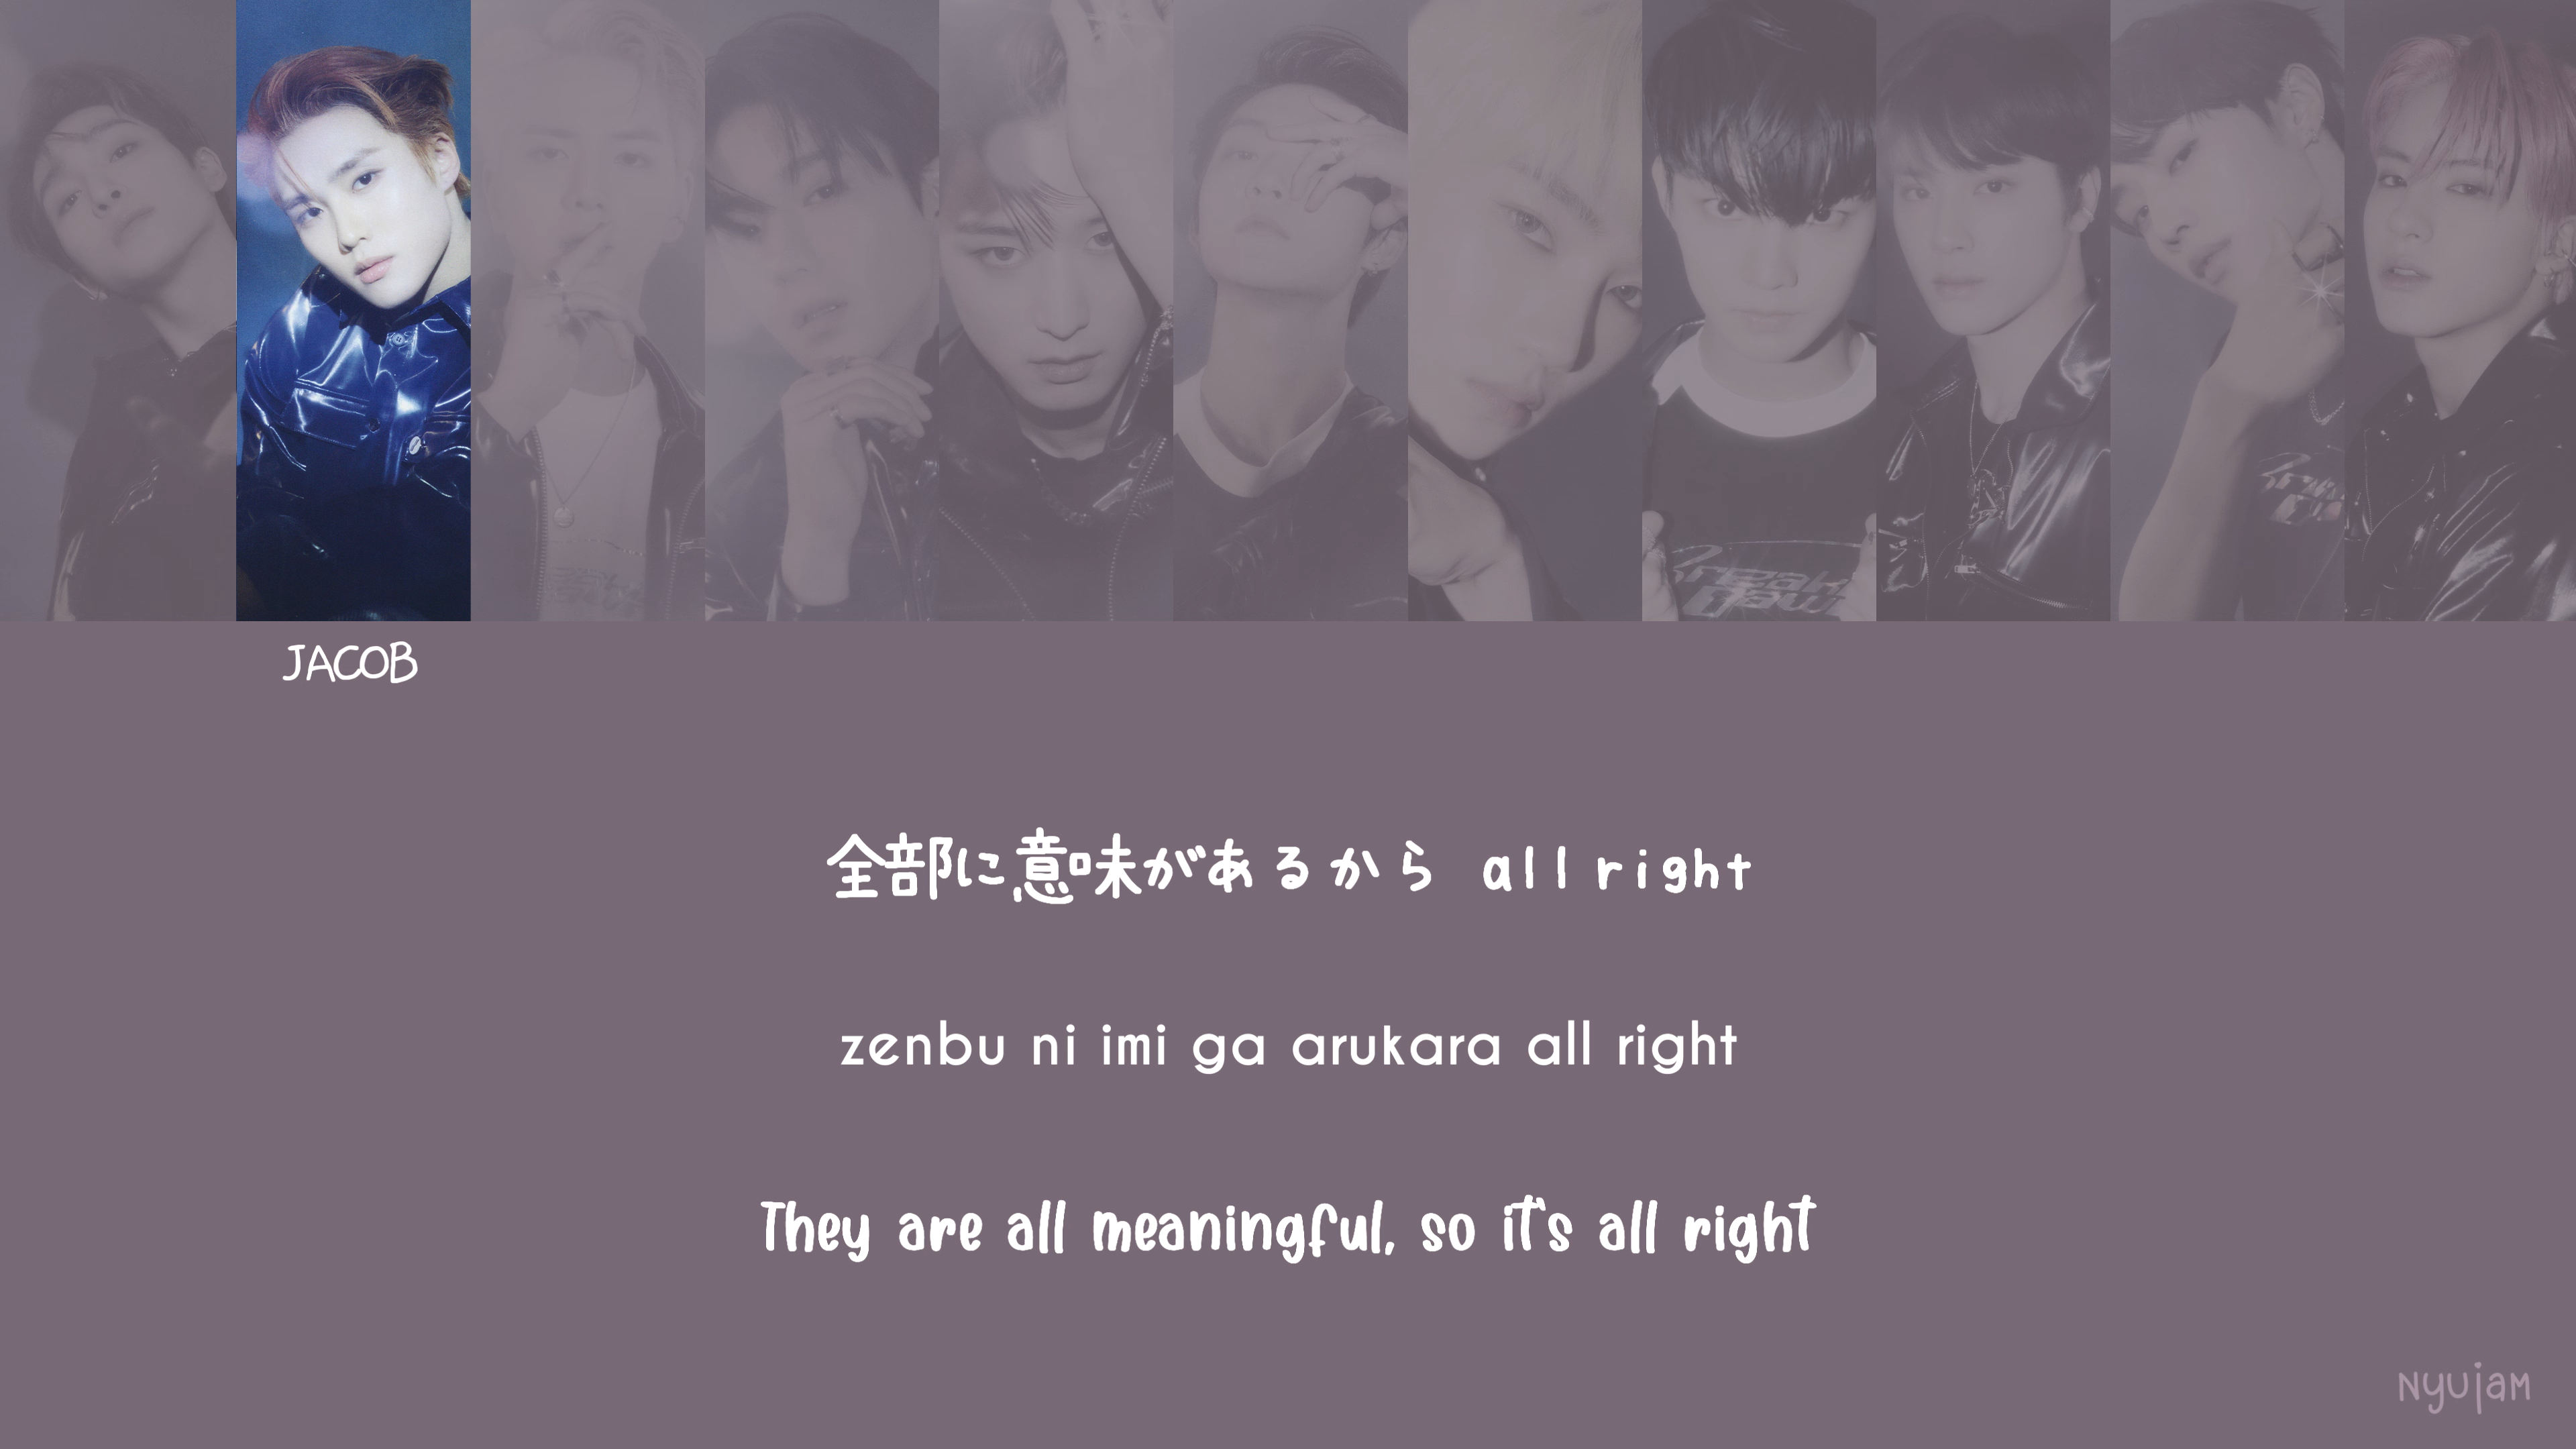 JACOB
全部に意味があるから all right
zenbu ni imi ga arukara all right
They are all meaningful, so it's all right
NyujaM